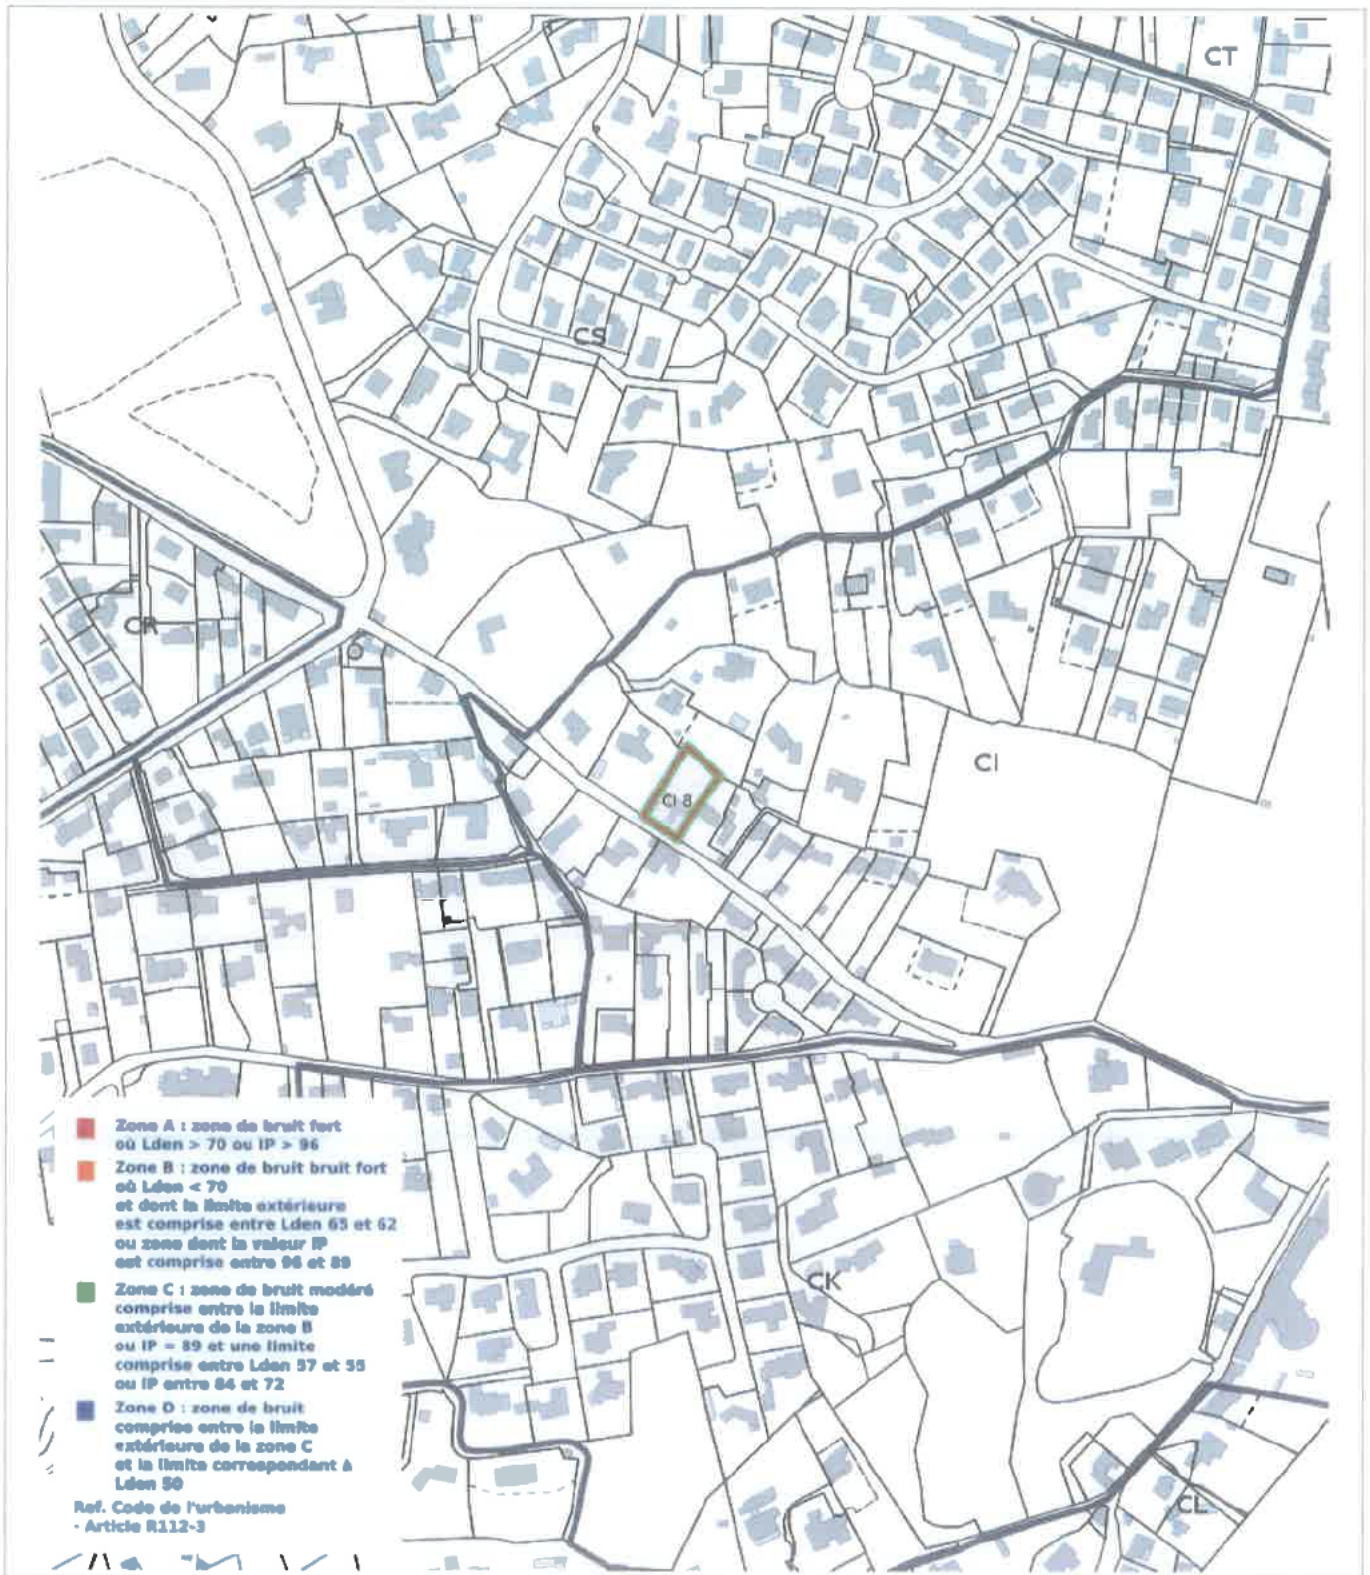 CT
CS
CR
CI
CI 8
Zone A : zone de bruit fort
où Lden > 70 ou IP > 96
Zone B : zone de bruit bruit fort
où Lden < 70
et dont la limite extérieure
est comprise entre Lden 65 et 62
ou zone dont la valeur IP
est comprise entre 96 et 89
Zone C : zone de bruit modéré
comprise entre la limite
extérieure de la zone B
ou IP = 89 et une limite
comprise entre Lden 57 et 55
ou IP entre 84 et 72
Zone D : zone de bruit
comprise entre la limite
extérieure de la zone C
et la limite correspondant à
Lden 50
Ref. Code de l'urbanisme
- Article R112-3
CK
CL